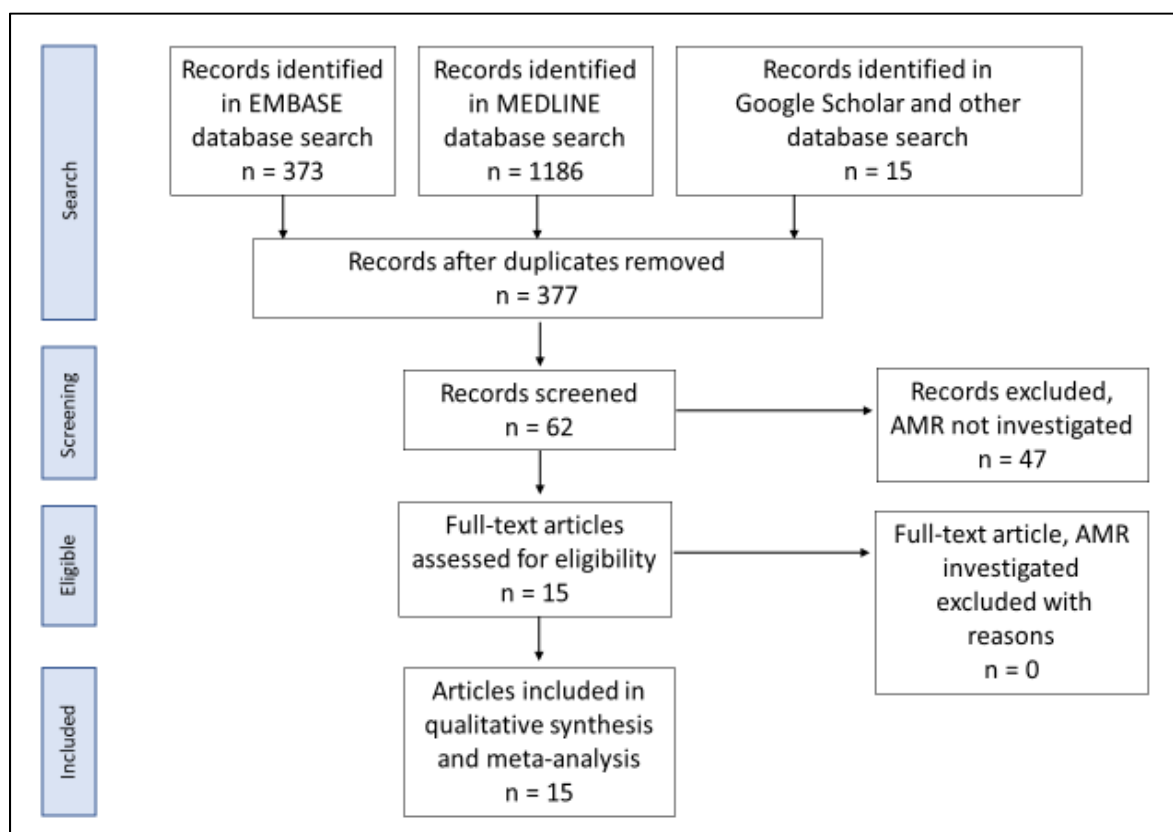 Search
Records identified
in EMBASE
database search
n = 373
Records identified
in MEDLINE
database search
n = 1186
Records identified in
Google Scholar and other
database search
n = 15
Records after duplicates removed
n = 377
Screening
Records screened
n = 62
Records excluded,
AMR not investigated
n = 47
Eligible
Full-text articles
assessed for eligibility
n = 15
Full-text article, AMR
investigated
excluded with
reasons
n = 0
Included
Articles included in
qualitative synthesis
and meta-analysis
n = 15